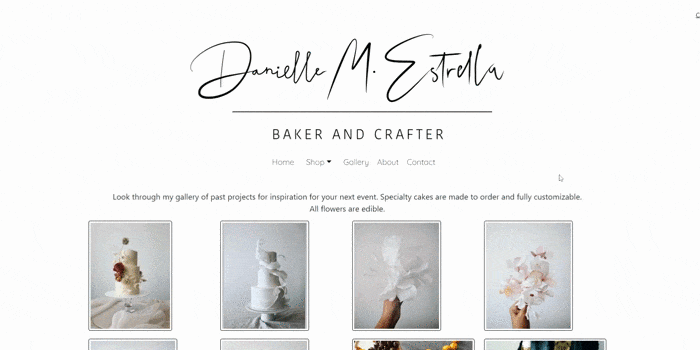 Danielle M. Estrella
BAKER AND CRAFTER
Home Shop Gallery About Contact
Look through my gallery of past projects for inspiration for your next event. Specialty cakes are made to order and fully customizable.
All flowers are edible.